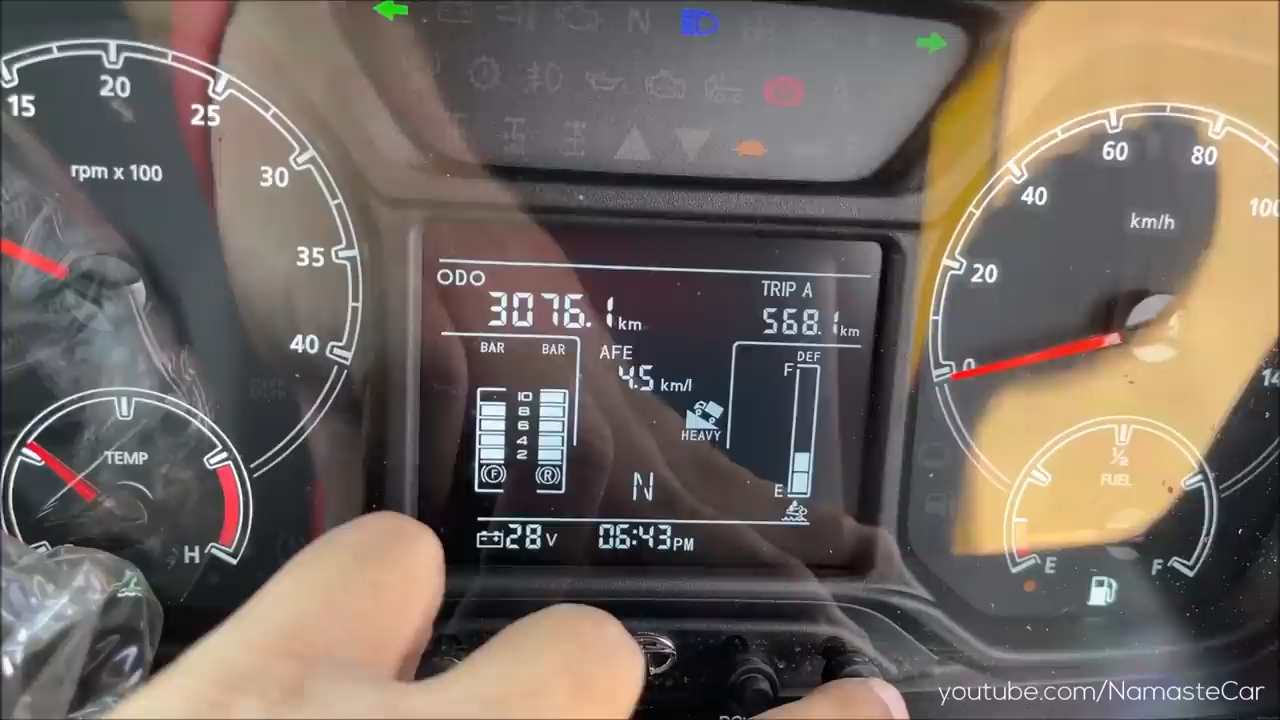 N
15
20
25
30
35
40
rpm x 100
TEMP
H
ODO
3076.1 km
TRIP A
568.1 km
BAR BAR
10
8
6
4
2
(F) (R)
AFE
4.5 km/l
HEAVY
DEF
F
E
N
28 V 06:43 PM
0
20
40
60
80
100
km/h
½
FUEL
E F
youtube.com/NamasteCar